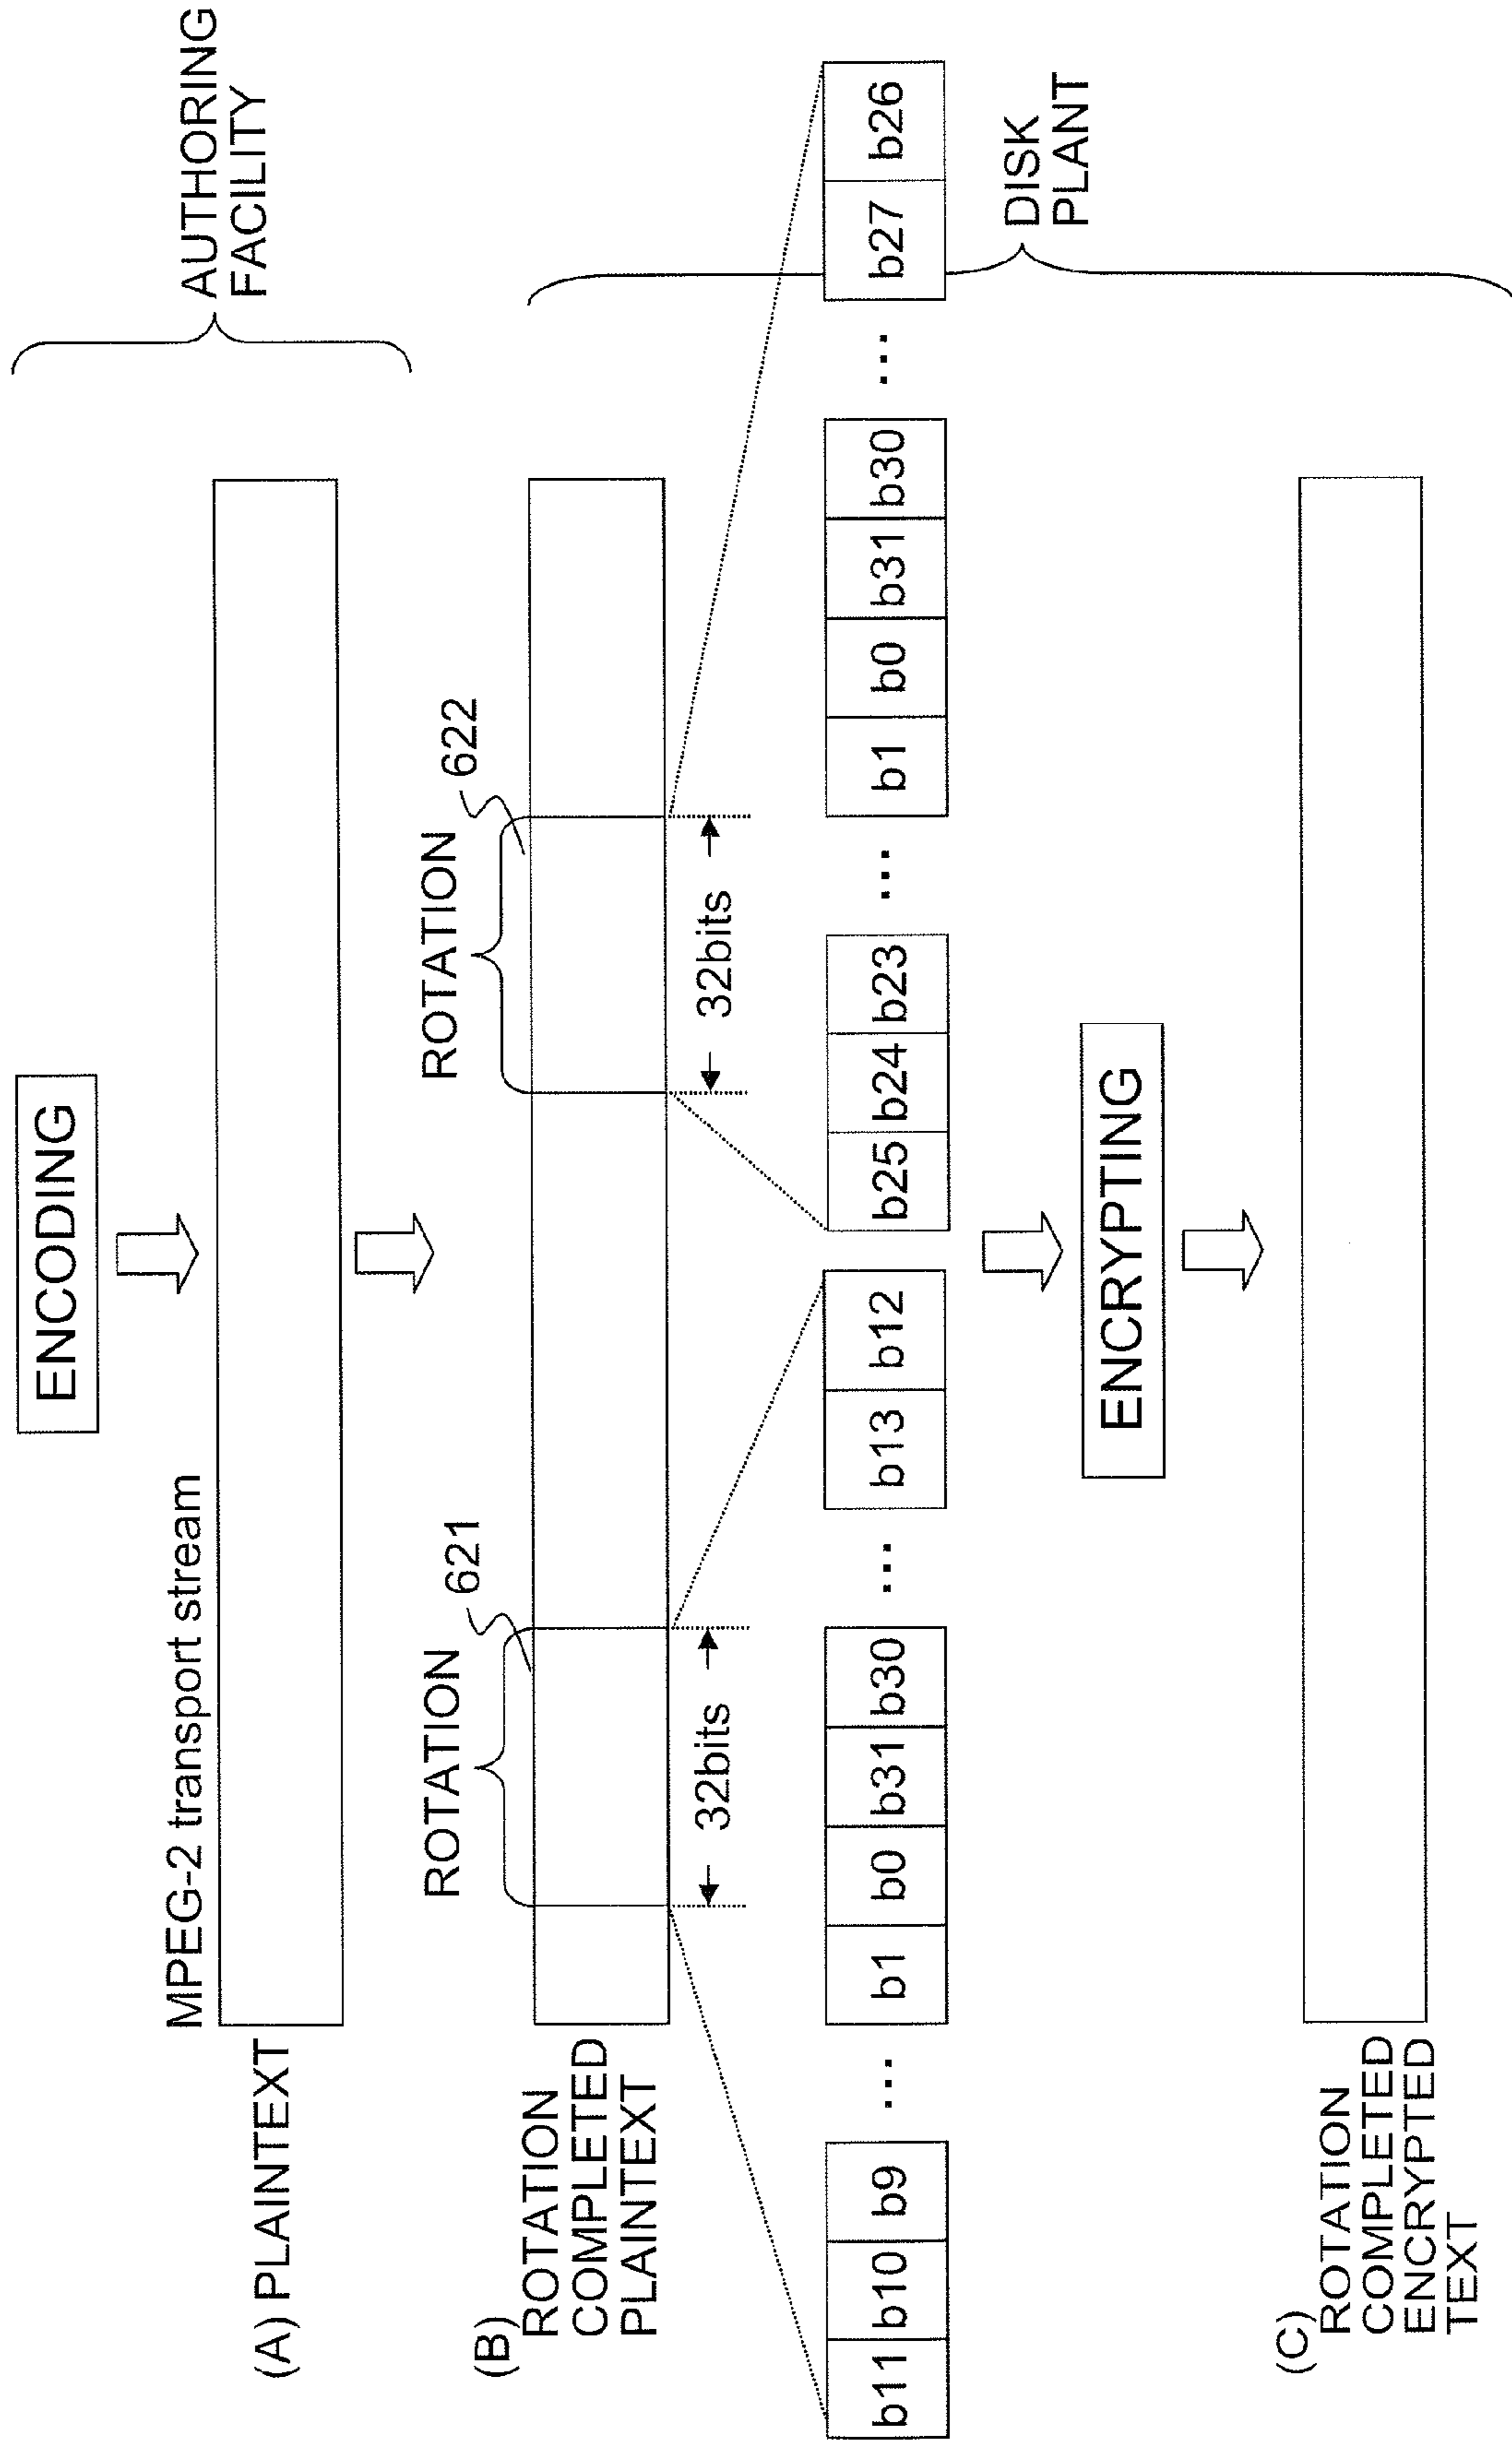 ENCODING
AUTHORING
FACILITY
MPEG-2 transport stream
(A) PLAINTEXT
ROTATION
621
ROTATION
622
(B)
ROTATION
COMPLETED
PLAINTEXT
32bits
32bits
b11 b10 b9 ... b1 b0 b31 b30 ... b13 b12
b25 b24 b23 ... b1 b0 b31 b30 ... b27 b26
DISK
PLANT
ENCRYPTING
(C)
ROTATION
COMPLETED
ENCRYPTED
TEXT